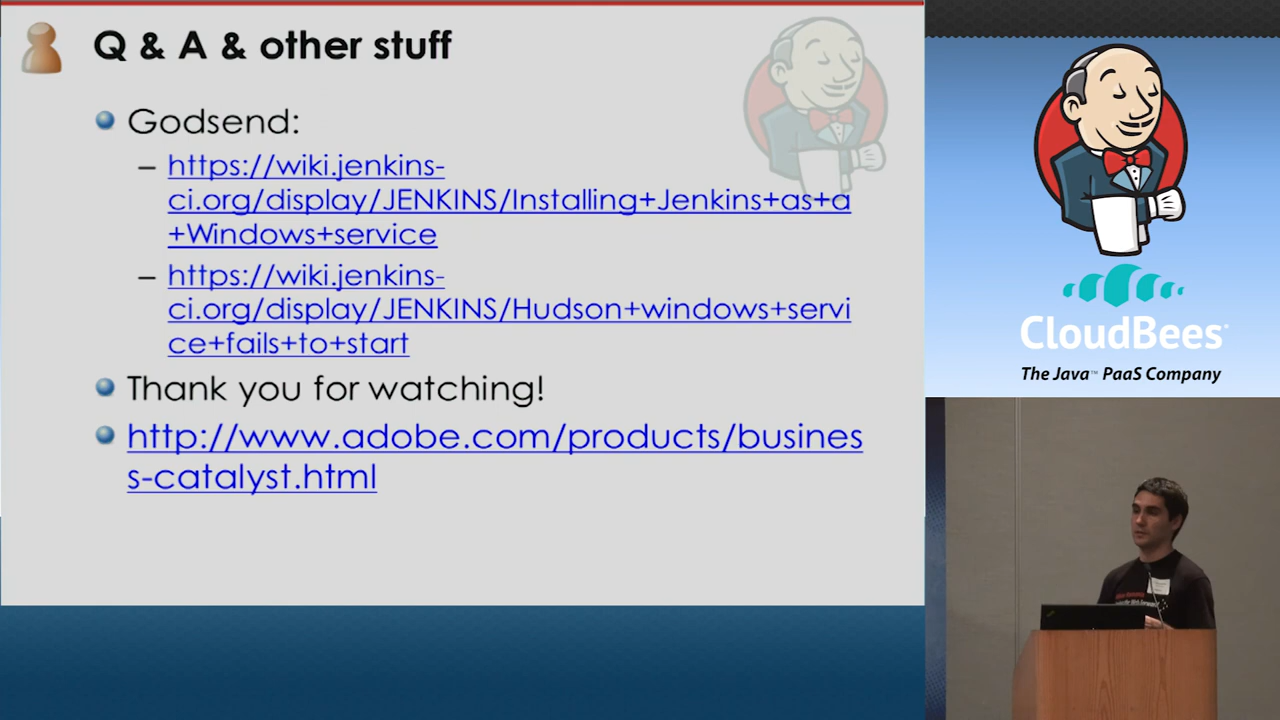 Q & A & other stuff
Godsend:
– https://wiki.jenkins-
ci.org/display/JENKINS/Installing+Jenkins+as+a
+Windows+service
– https://wiki.jenkins-
ci.org/display/JENKINS/Hudson+windows+servi
ce+fails+to+start
Thank you for watching!
http://www.adobe.com/products/busines
s-catalyst.html
CloudBees
The Java™ PaaS Company